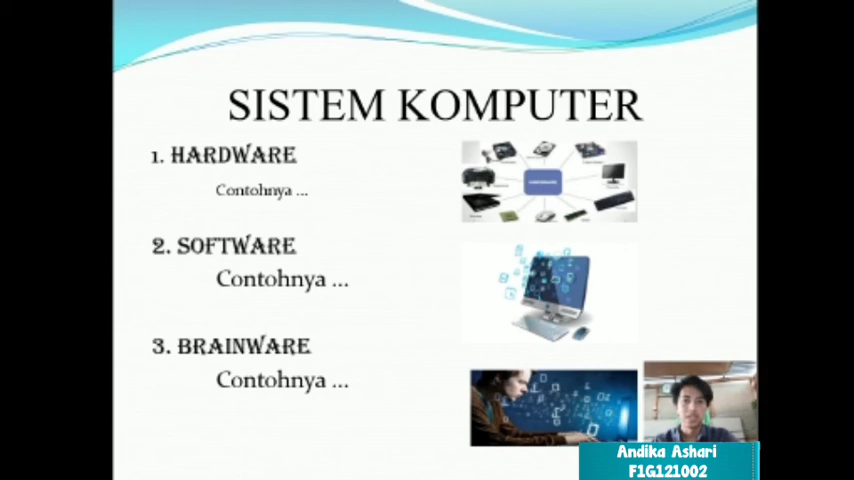 SISTEM KOMPUTER
1. HARDWARE
Contohnya ...
2. SOFTWARE
Contohnya ...
3. BRAINWARE
Contohnya ...
Andika Ashari
F1G121002